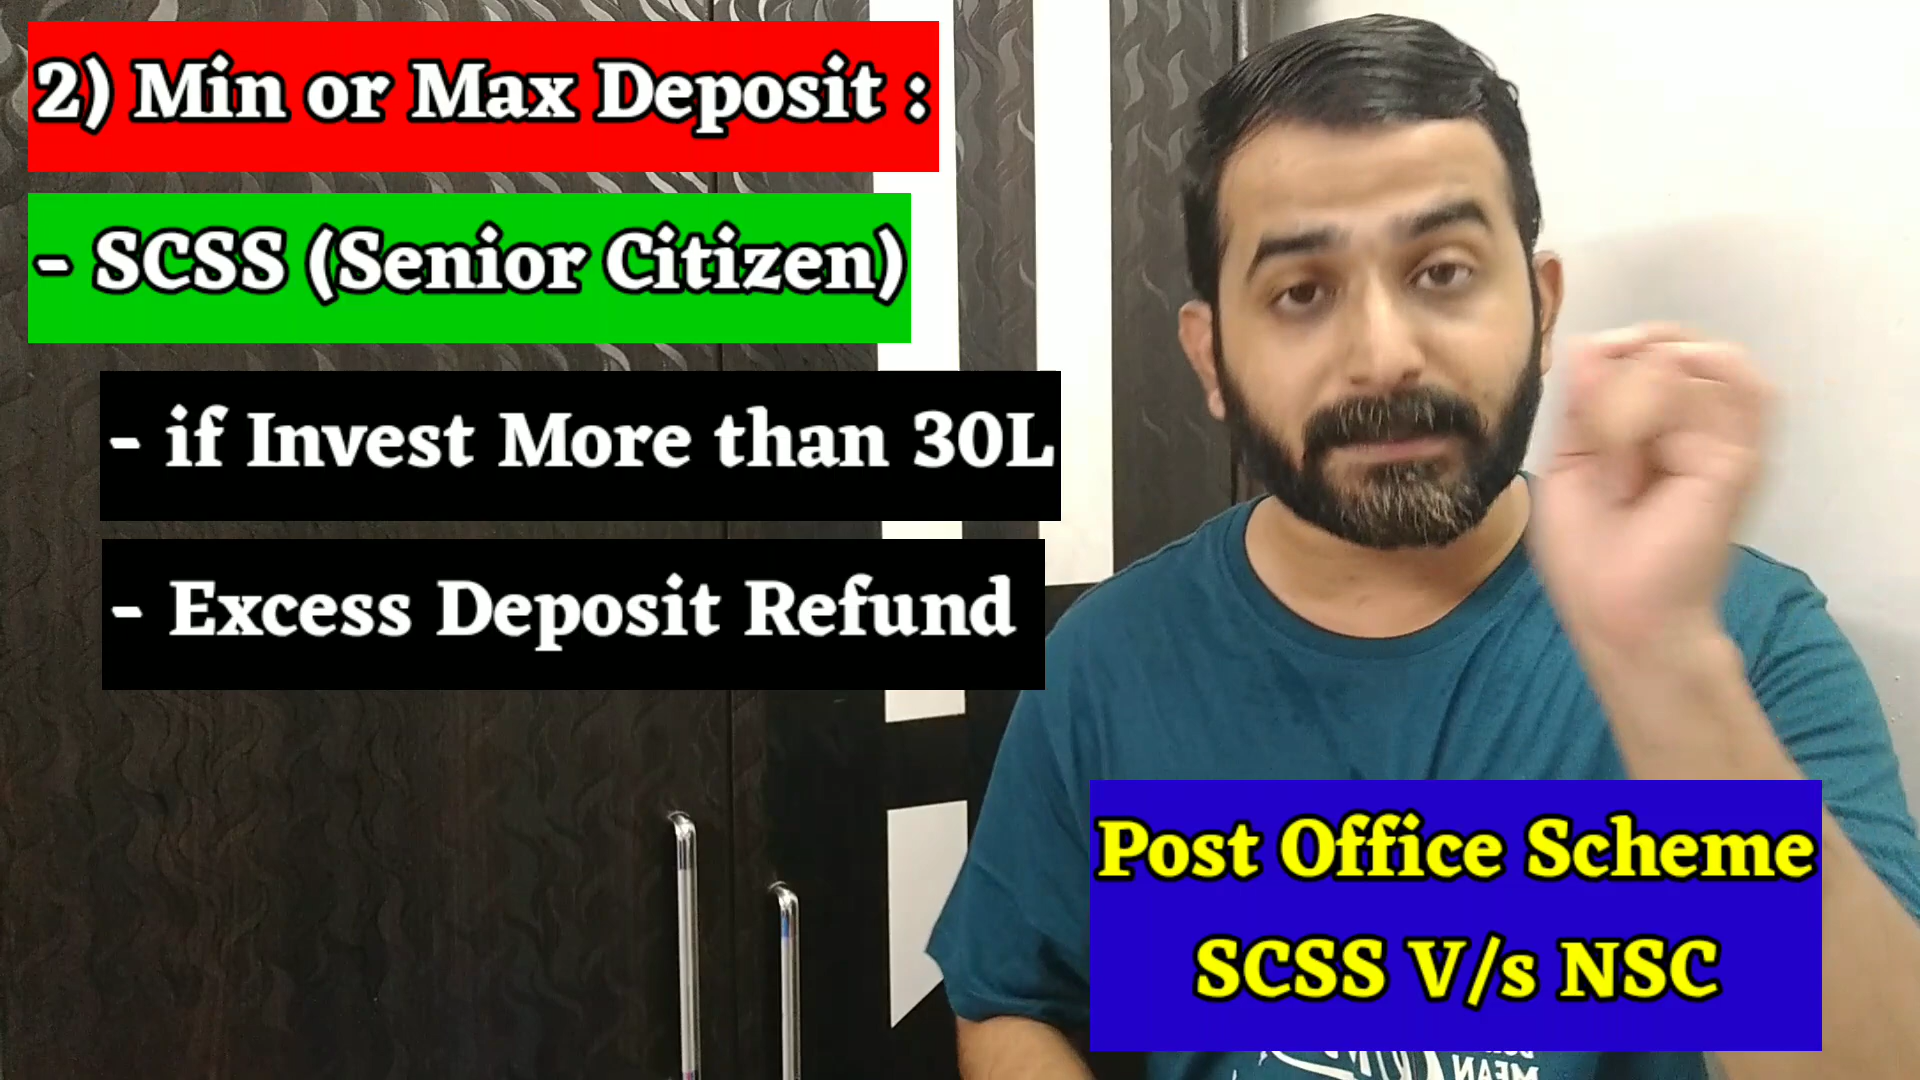 2) Min or Max Deposit :
- SCSS (Senior Citizen)
- if Invest More than 30L
- Excess Deposit Refund
Post Office Scheme
SCSS V/s NSC
MEAN